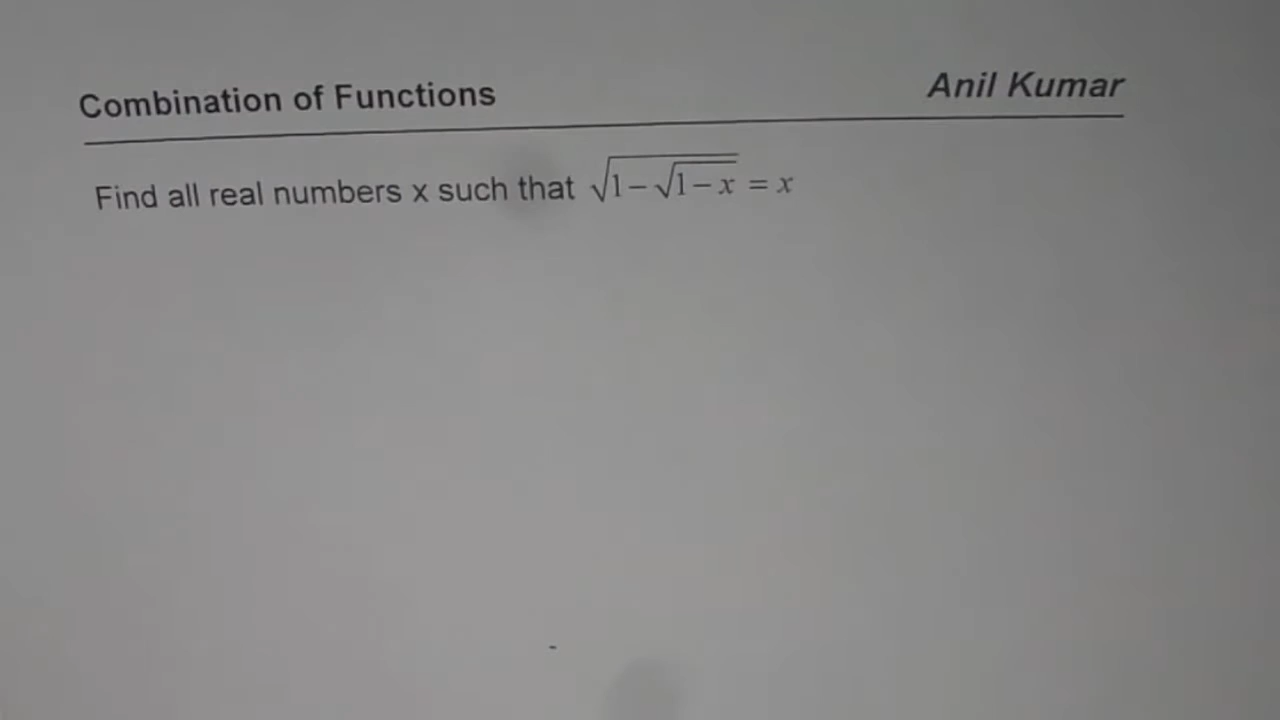 Combination of Functions
Anil Kumar
Find all real numbers x such that √(1−√(1−x)) = x